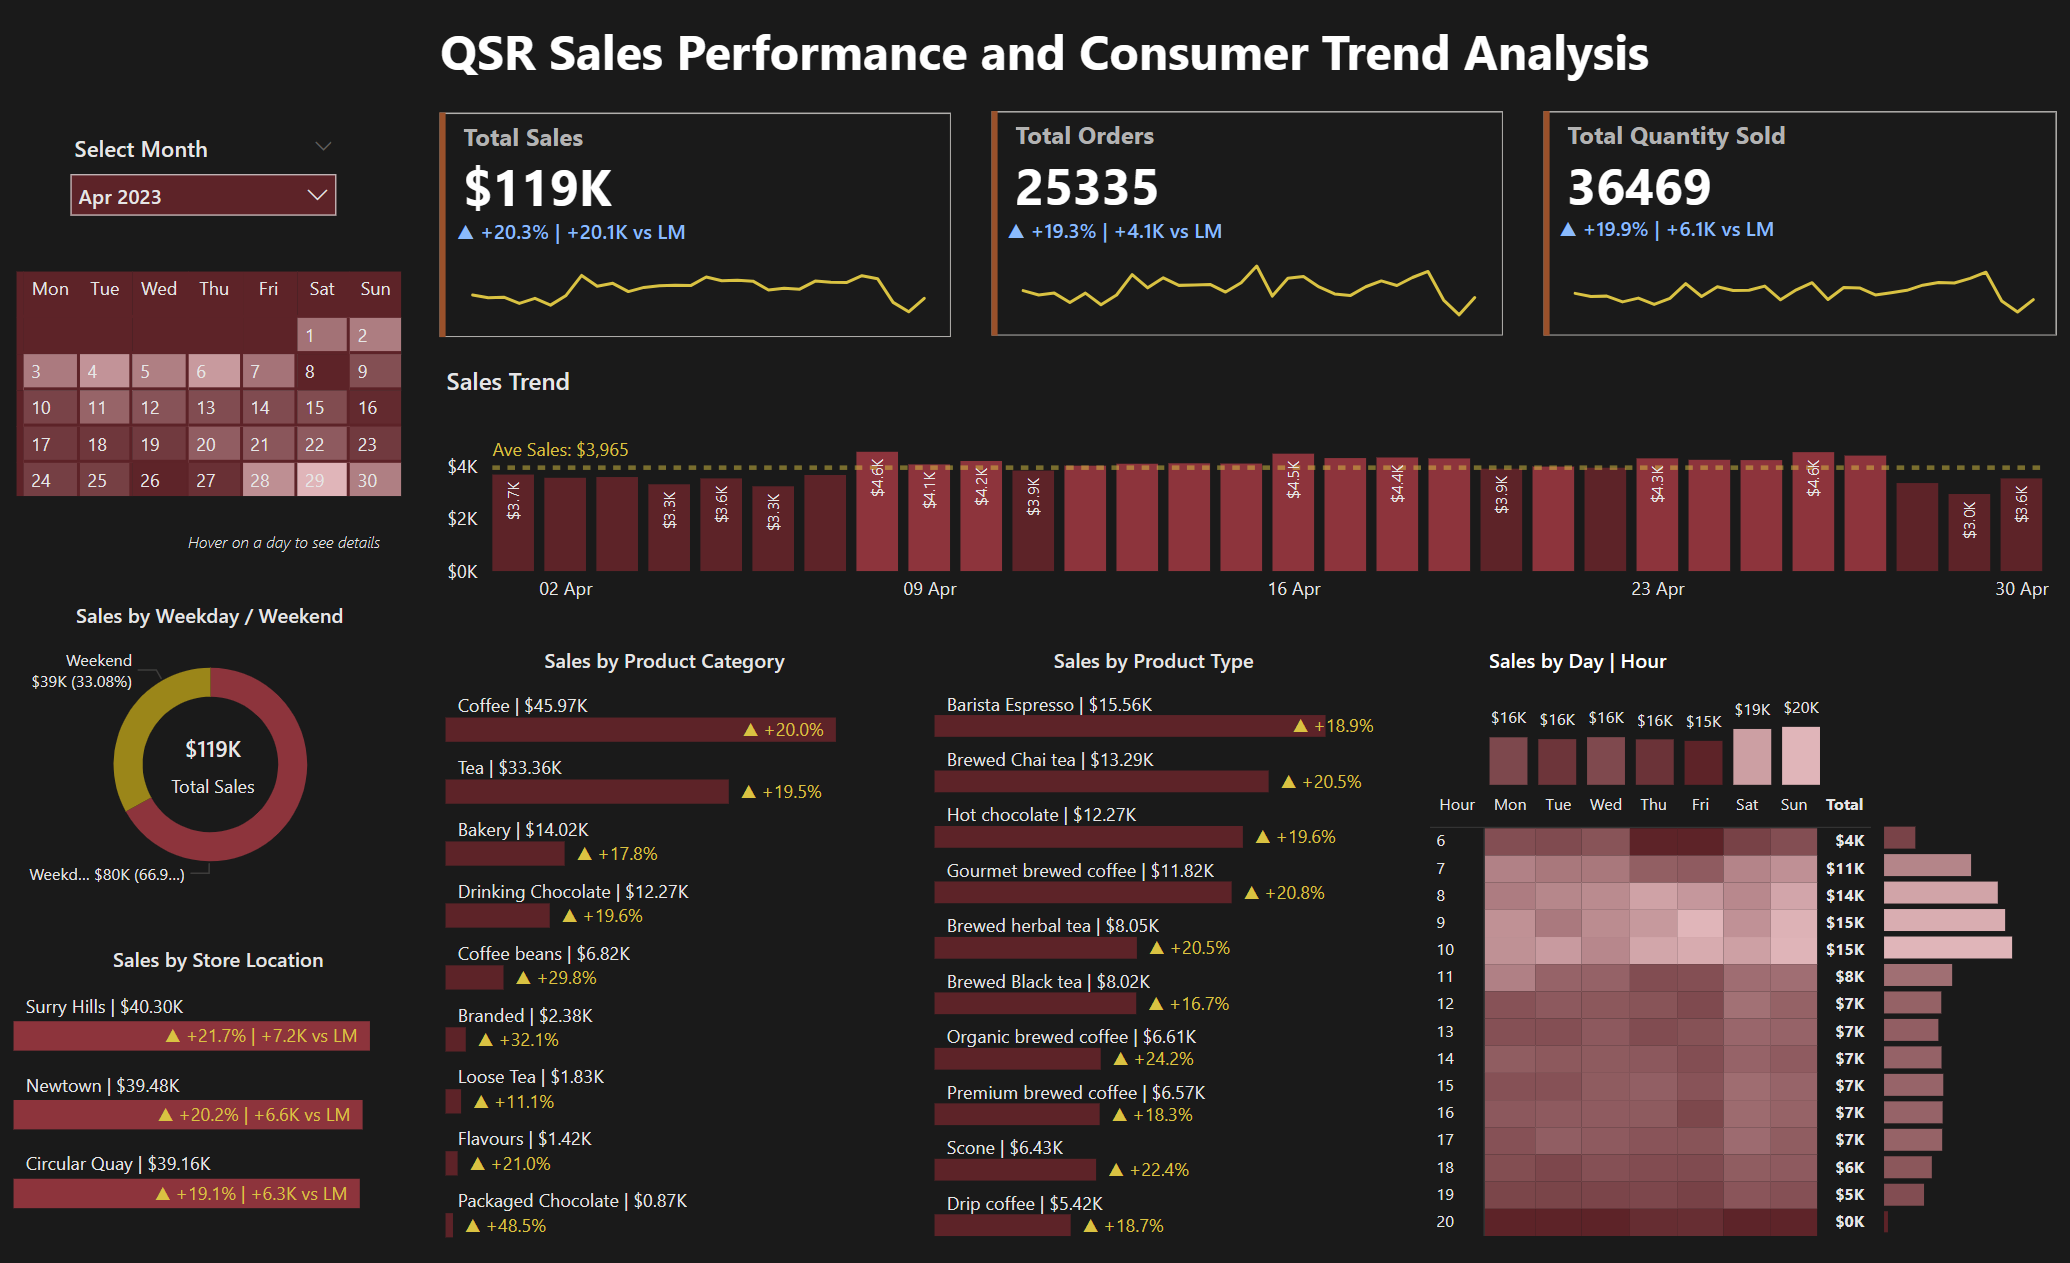 QSR Sales Performance and Consumer Trend Analysis
Select Month
Apr 2023
Total Sales
$119K
▲ +20.3% | +20.1K vs LM
Total Orders
25335
▲ +19.3% | +4.1K vs LM
Total Quantity Sold
36469
▲ +19.9% | +6.1K vs LM
Mon Tue Wed Thu Fri Sat Sun
1 2
3 4 5 6 7 8 9
10 11 12 13 14 15 16
17 18 19 20 21 22 23
24 25 26 27 28 29 30
Hover on a day to see details
Sales Trend
Ave Sales: $3,965
$4K
$2K
$0K
$3.7K $3.3K $3.6K $3.3K $4.6K $4.1K $4.2K $3.9K $4.5K $4.4K $3.9K $4.3K $4.6K $3.0K $3.6K
02 Apr 09 Apr 16 Apr 23 Apr 30 Apr
Sales by Weekday / Weekend
Weekend
$39K (33.08%)
$119K
Total Sales
Weekd... $80K (66.9...)
Sales by Store Location
Surry Hills | $40.30K
▲ +21.7% | +7.2K vs LM
Newtown | $39.48K
▲ +20.2% | +6.6K vs LM
Circular Quay | $39.16K
▲ +19.1% | +6.3K vs LM
Sales by Product Category
Coffee | $45.97K
▲ +20.0%
Tea | $33.36K
▲ +19.5%
Bakery | $14.02K
▲ +17.8%
Drinking Chocolate | $12.27K
▲ +19.6%
Coffee beans | $6.82K
▲ +29.8%
Branded | $2.38K
▲ +32.1%
Loose Tea | $1.83K
▲ +11.1%
Flavours | $1.42K
▲ +21.0%
Packaged Chocolate | $0.87K
▲ +48.5%
Sales by Product Type
Barista Espresso | $15.56K
▲ +18.9%
Brewed Chai tea | $13.29K
▲ +20.5%
Hot chocolate | $12.27K
▲ +19.6%
Gourmet brewed coffee | $11.82K
▲ +20.8%
Brewed herbal tea | $8.05K
▲ +20.5%
Brewed Black tea | $8.02K
▲ +16.7%
Organic brewed coffee | $6.61K
▲ +24.2%
Premium brewed coffee | $6.57K
▲ +18.3%
Scone | $6.43K
▲ +22.4%
Drip coffee | $5.42K
▲ +18.7%
Sales by Day | Hour
$16K $16K $16K $16K $15K $19K $20K
Hour Mon Tue Wed Thu Fri Sat Sun Total
6 $4K
7 $11K
8 $14K
9 $15K
10 $15K
11 $8K
12 $7K
13 $7K
14 $7K
15 $7K
16 $7K
17 $7K
18 $6K
19 $5K
20 $0K